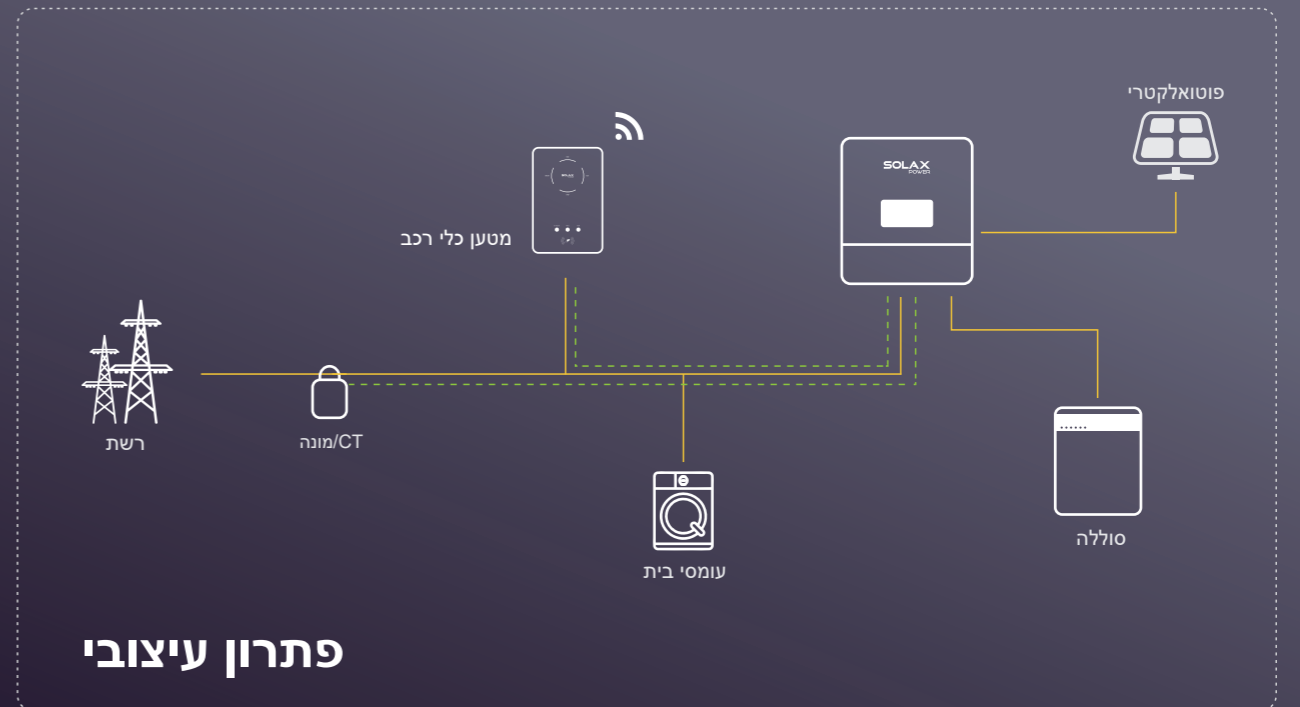 פוטואלקטרי
SOLAX
POWER
מטען כלי רכב
רשת
CT/מונה
סוללה
עומסי בית
פתרון עיצובי